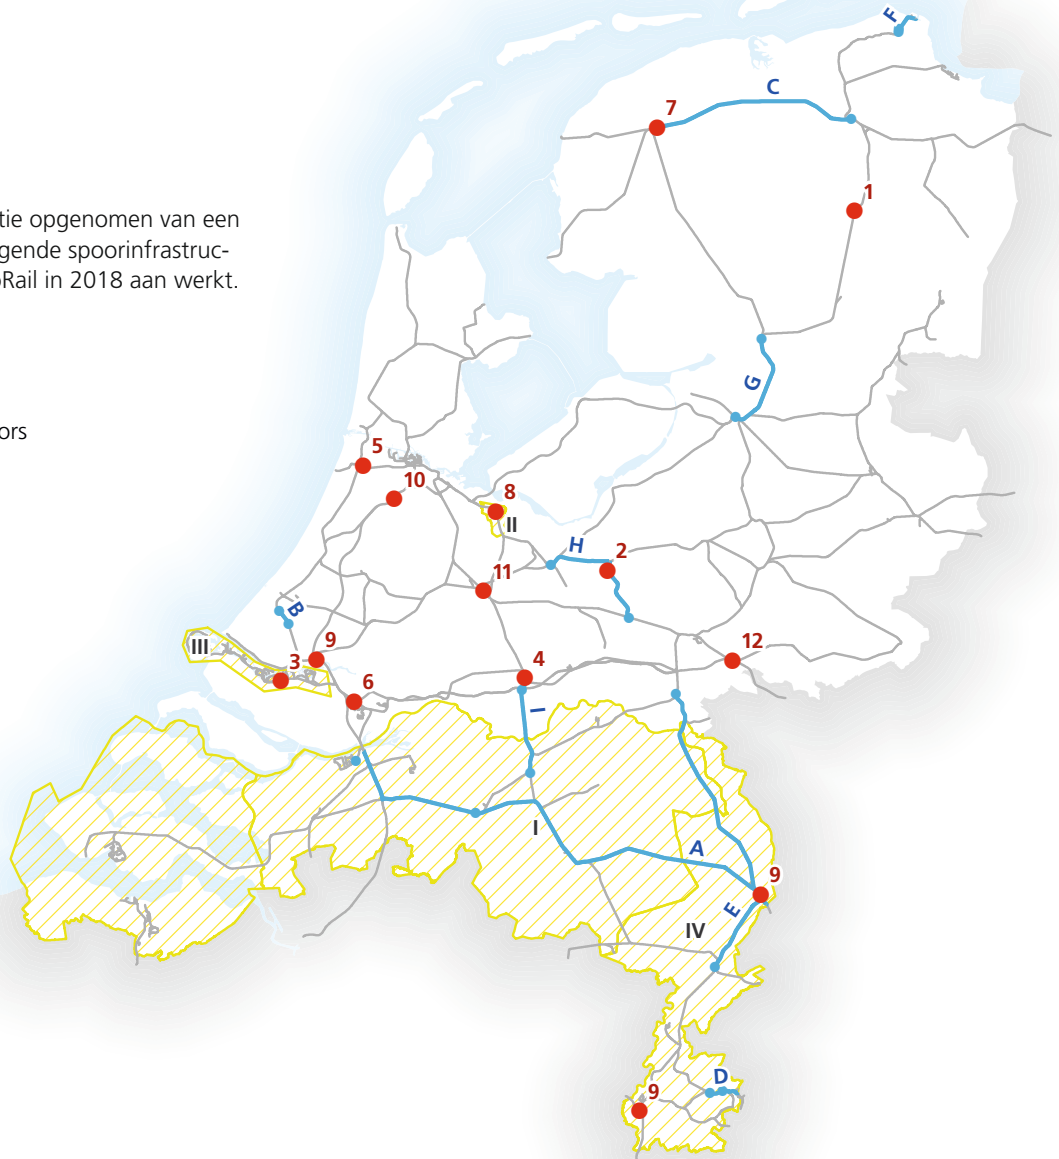 F
C
7
1
tie opgenomen van een
gende spoorinfrastruc-
Rail in 2018 aan werkt.
G
ors
5
10
8
II
H
2
11
B
9
III
3
4
12
6
I
I
A
9
E
IV
D
9